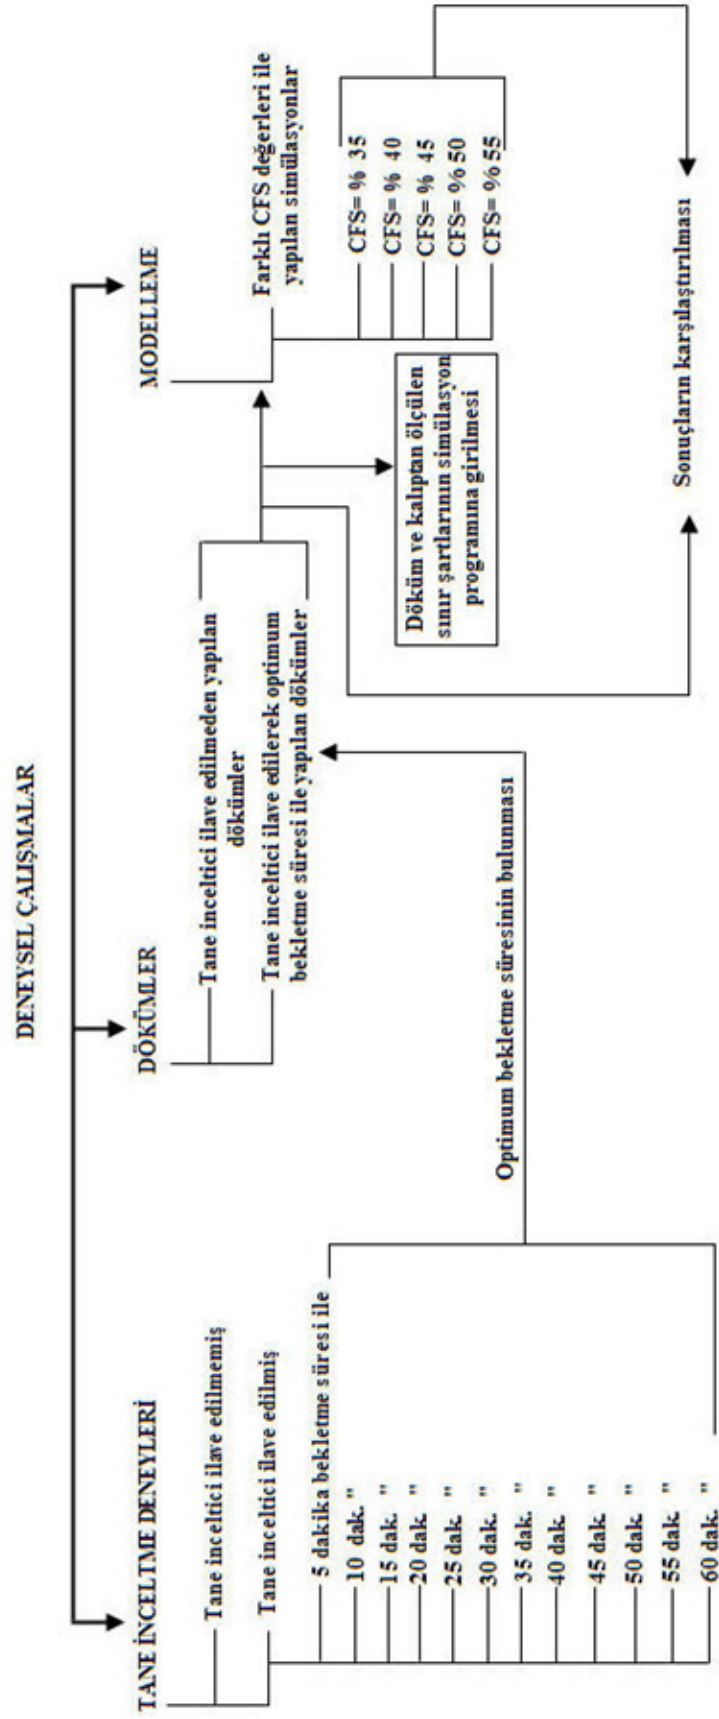 DENEYSEL ÇALIŞMALAR
TANE İNCELTME DENEYLERİ
Tane inceltici ilave edilmemiş
Tane inceltici ilave edilmiş
5 dakika bekletme süresi ile
10 dak. "
15 dak. "
20 dak. "
25 dak. "
30 dak. "
35 dak. "
40 dak. "
45 dak. "
50 dak. "
55 dak. "
60 dak. "
Optimum bekletme süresinin bulunması
DÖKÜMLER
Tane inceltici ilave edilmeden yapılan
dökümler
Tane inceltici ilave edilerek optimum
bekletme süresi ile yapılan dökümler
MODELLEME
Farklı CFS değerleri ile
yapılan simülasyonlar
CFS= % 35
CFS= % 40
CFS= % 45
CFS= % 50
CFS= % 55
Döküm ve kalıptan ölçülen
sınır şartlarının simülasyon
programına girilmesi
Sonuçların karşılaştırılması